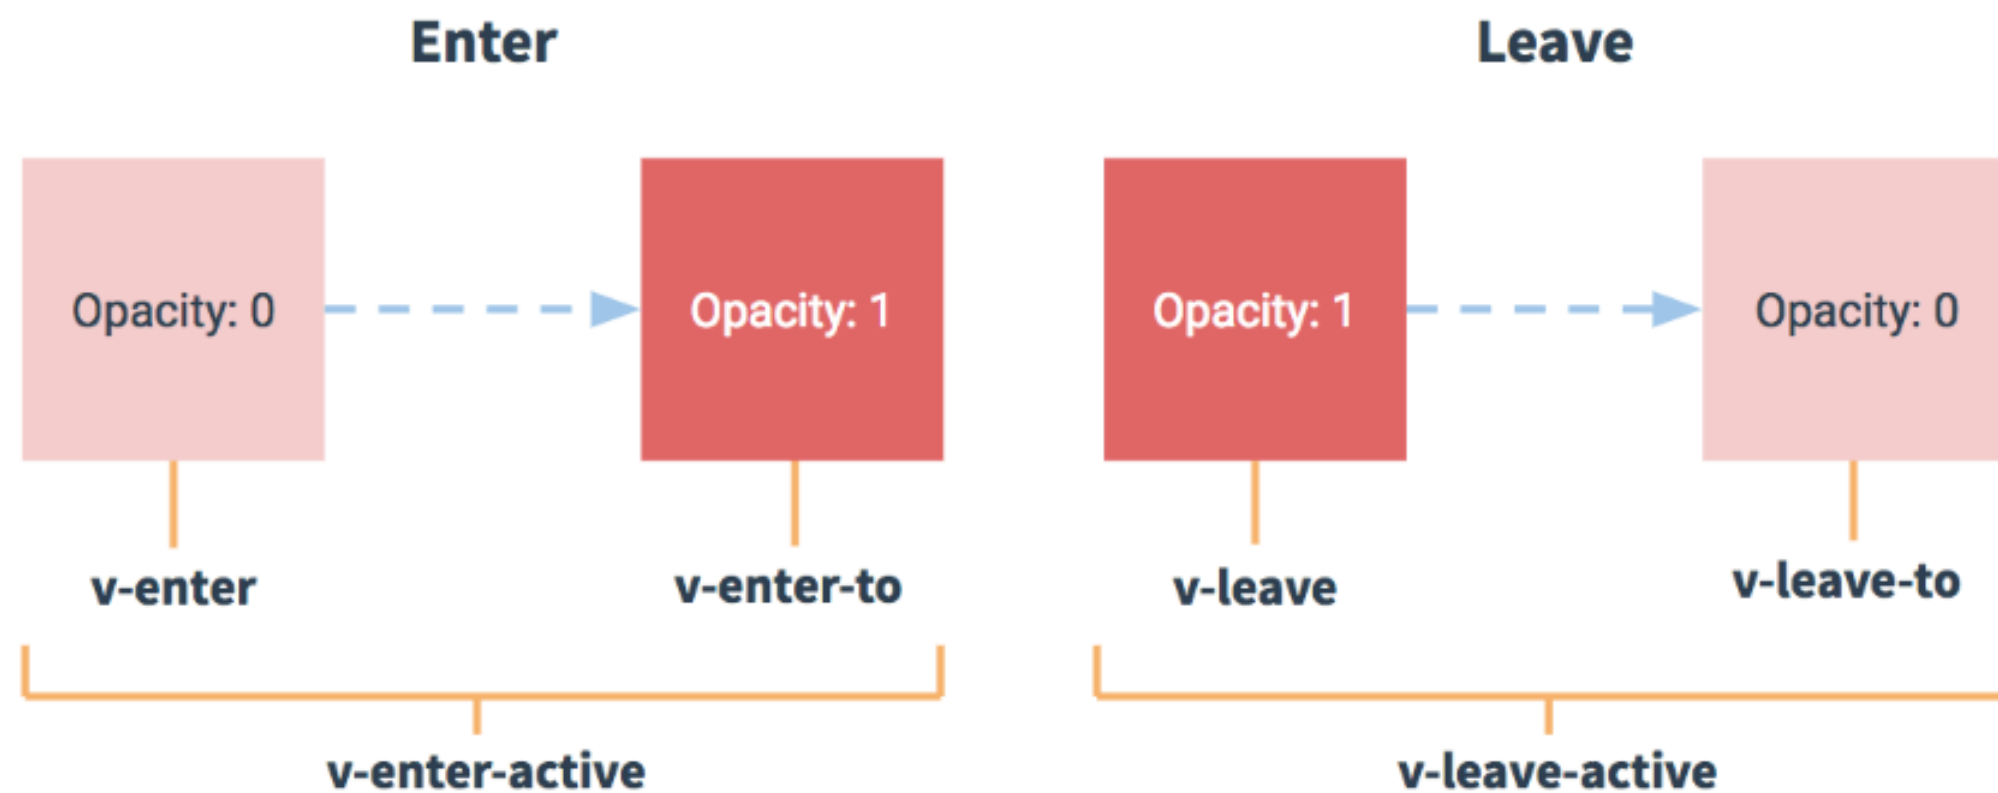 Enter
Leave
Opacity: 0
Opacity: 1
Opacity: 1
Opacity: 0
v-enter
v-enter-to
v-leave
v-leave-to
v-enter-active
v-leave-active